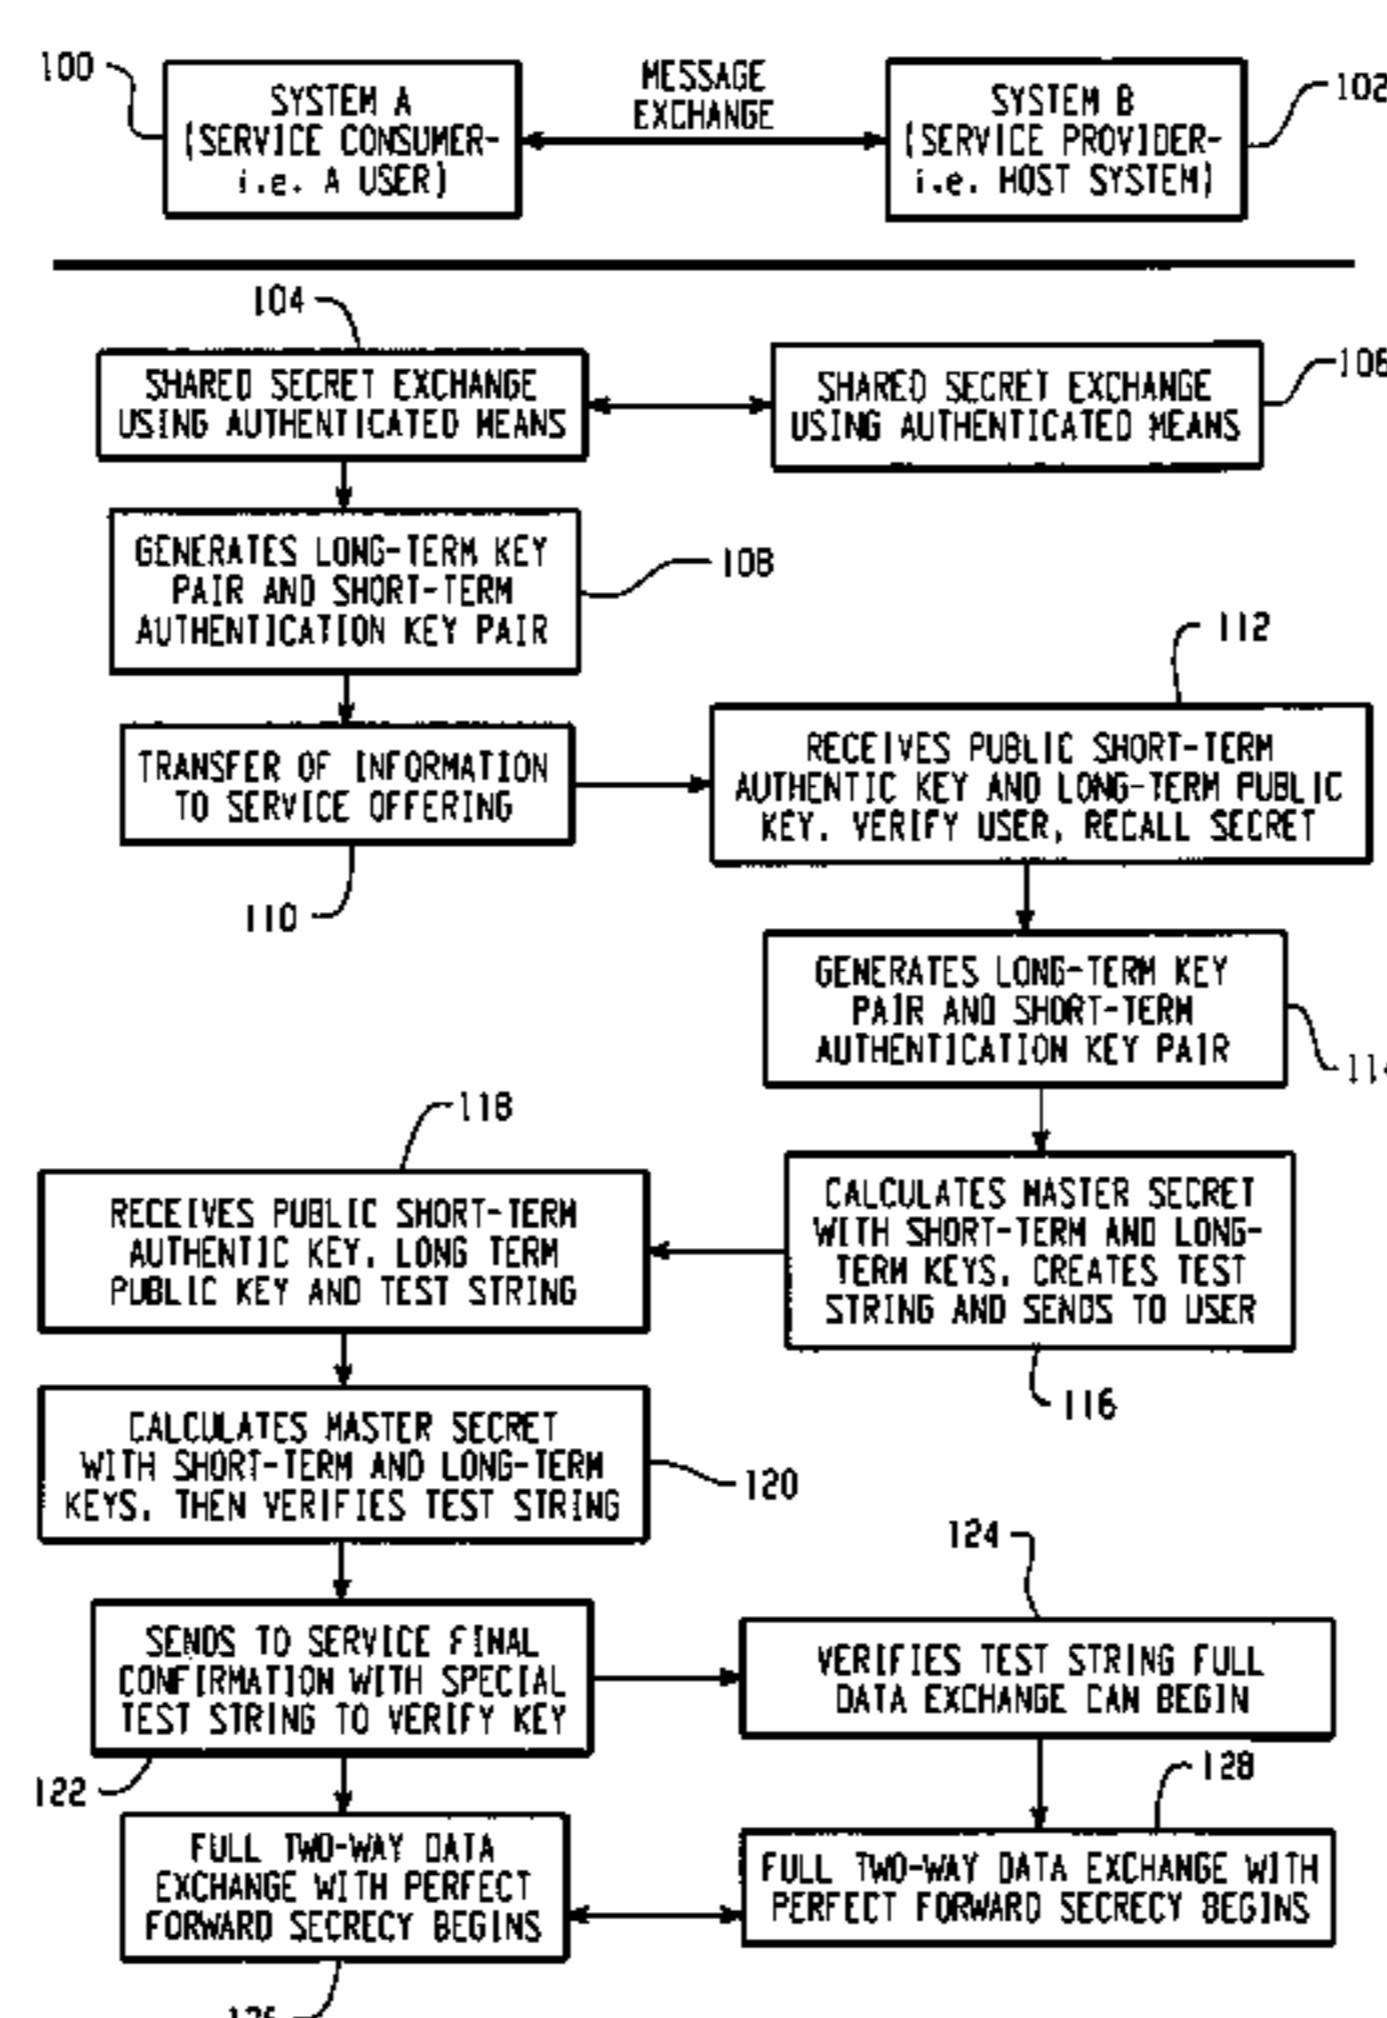 100
SYSTEM A
(SERVICE CONSUMER-
i.e. A USER)
MESSAGE
EXCHANGE
SYSTEM B
(SERVICE PROVIDER-
i.e. HOST SYSTEM)
102
104
SHARED SECRET EXCHANGE
USING AUTHENTICATED MEANS
SHARED SECRET EXCHANGE
USING AUTHENTICATED MEANS
106
GENERATES LONG-TERM KEY
PAIR AND SHORT-TERM
AUTHENTICATION KEY PAIR
108
112
TRANSFER OF INFORMATION
TO SERVICE OFFERING
110
RECEIVES PUBLIC SHORT-TERM
AUTHENTIC KEY AND LONG-TERM PUBLIC
KEY, VERIFY USER, RECALL SECRET
GENERATES LONG-TERM KEY
PAIR AND SHORT-TERM
AUTHENTICATION KEY PAIR
114
118
RECEIVES PUBLIC SHORT-TERM
AUTHENTIC KEY, LONG TERM
PUBLIC KEY AND TEST STRING
CALCULATES MASTER SECRET
WITH SHORT-TERM AND LONG-
TERM KEYS, CREATES TEST
STRING AND SENDS TO USER
116
CALCULATES MASTER SECRET
WITH SHORT-TERM AND LONG-TERM
KEYS, THEN VERIFIES TEST STRING
120
124
SENDS TO SERVICE FINAL
CONFIRMATION WITH SPECIAL
TEST STRING TO VERIFY KEY
122
VERIFIES TEST STRING FULL
DATA EXCHANGE CAN BEGIN
128
FULL TWO-WAY DATA
EXCHANGE WITH PERFECT
FORWARD SECRECY BEGINS
FULL TWO-WAY DATA EXCHANGE WITH
PERFECT FORWARD SECRECY BEGINS